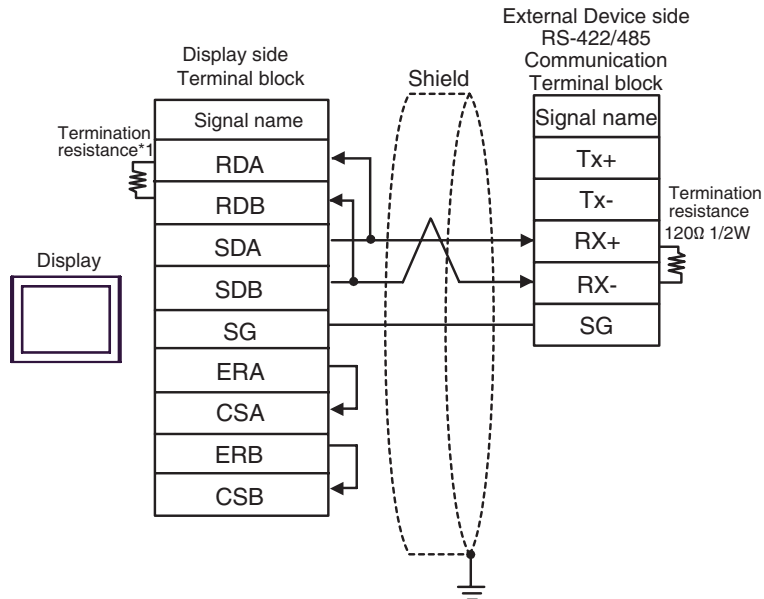 External Device side
RS-422/485
Communication
Terminal block
Display side
Terminal block
Shield
Signal name
Signal name
Termination
resistance*1
RDA
RDB
SDA
SDB
SG
ERA
CSA
ERB
CSB
Tx+
Tx-
RX+
RX-
SG
Termination
resistance
120Ω 1/2W
Display